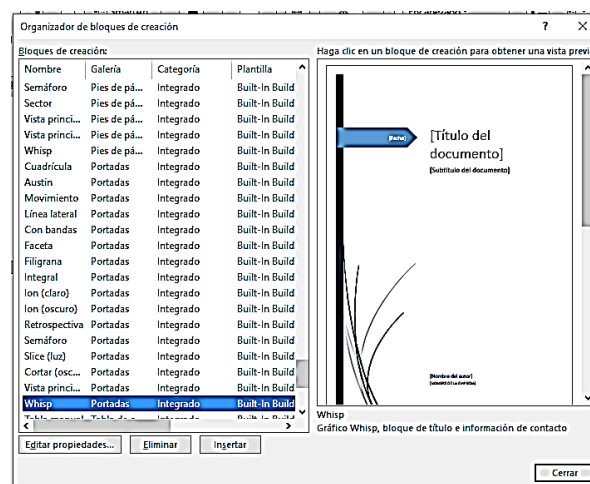 Organizador de bloques de creación ? ×
Bloques de creación:
Nombre Galería Categoría Plantilla
Semáforo Pies de pá... Integrado Built-In Build
Sector Pies de pá... Integrado Built-In Build
Vista princi... Pies de pá... Integrado Built-In Build
Vista princi... Pies de pá... Integrado Built-In Build
Whisp Pies de pá... Integrado Built-In Build
Cuadrícula Portadas Integrado Built-In Build
Austin Portadas Integrado Built-In Build
Movimiento Portadas Integrado Built-In Build
Línea lateral Portadas Integrado Built-In Build
Con bandas Portadas Integrado Built-In Build
Faceta Portadas Integrado Built-In Build
Filigrana Portadas Integrado Built-In Build
Integral Portadas Integrado Built-In Build
Ion (claro) Portadas Integrado Built-In Build
Ion (oscuro) Portadas Integrado Built-In Build
Retrospectiva Portadas Integrado Built-In Build
Semáforo Portadas Integrado Built-In Build
Slice (luz) Portadas Integrado Built-In Build
Cortar (osc... Portadas Integrado Built-In Build
Vista princi... Portadas Integrado Built-In Build
Whisp Portadas Integrado Built-In Build
Editar propiedades... Eliminar Insertar
Haga clic en un bloque de creación para obtener una vista previ
[Fecha]
[Título del
documento]
[Subtítulo del documento]
[Nombre del autor]
Whisp
Gráfico Whisp, bloque de título e información de contacto
Cerrar